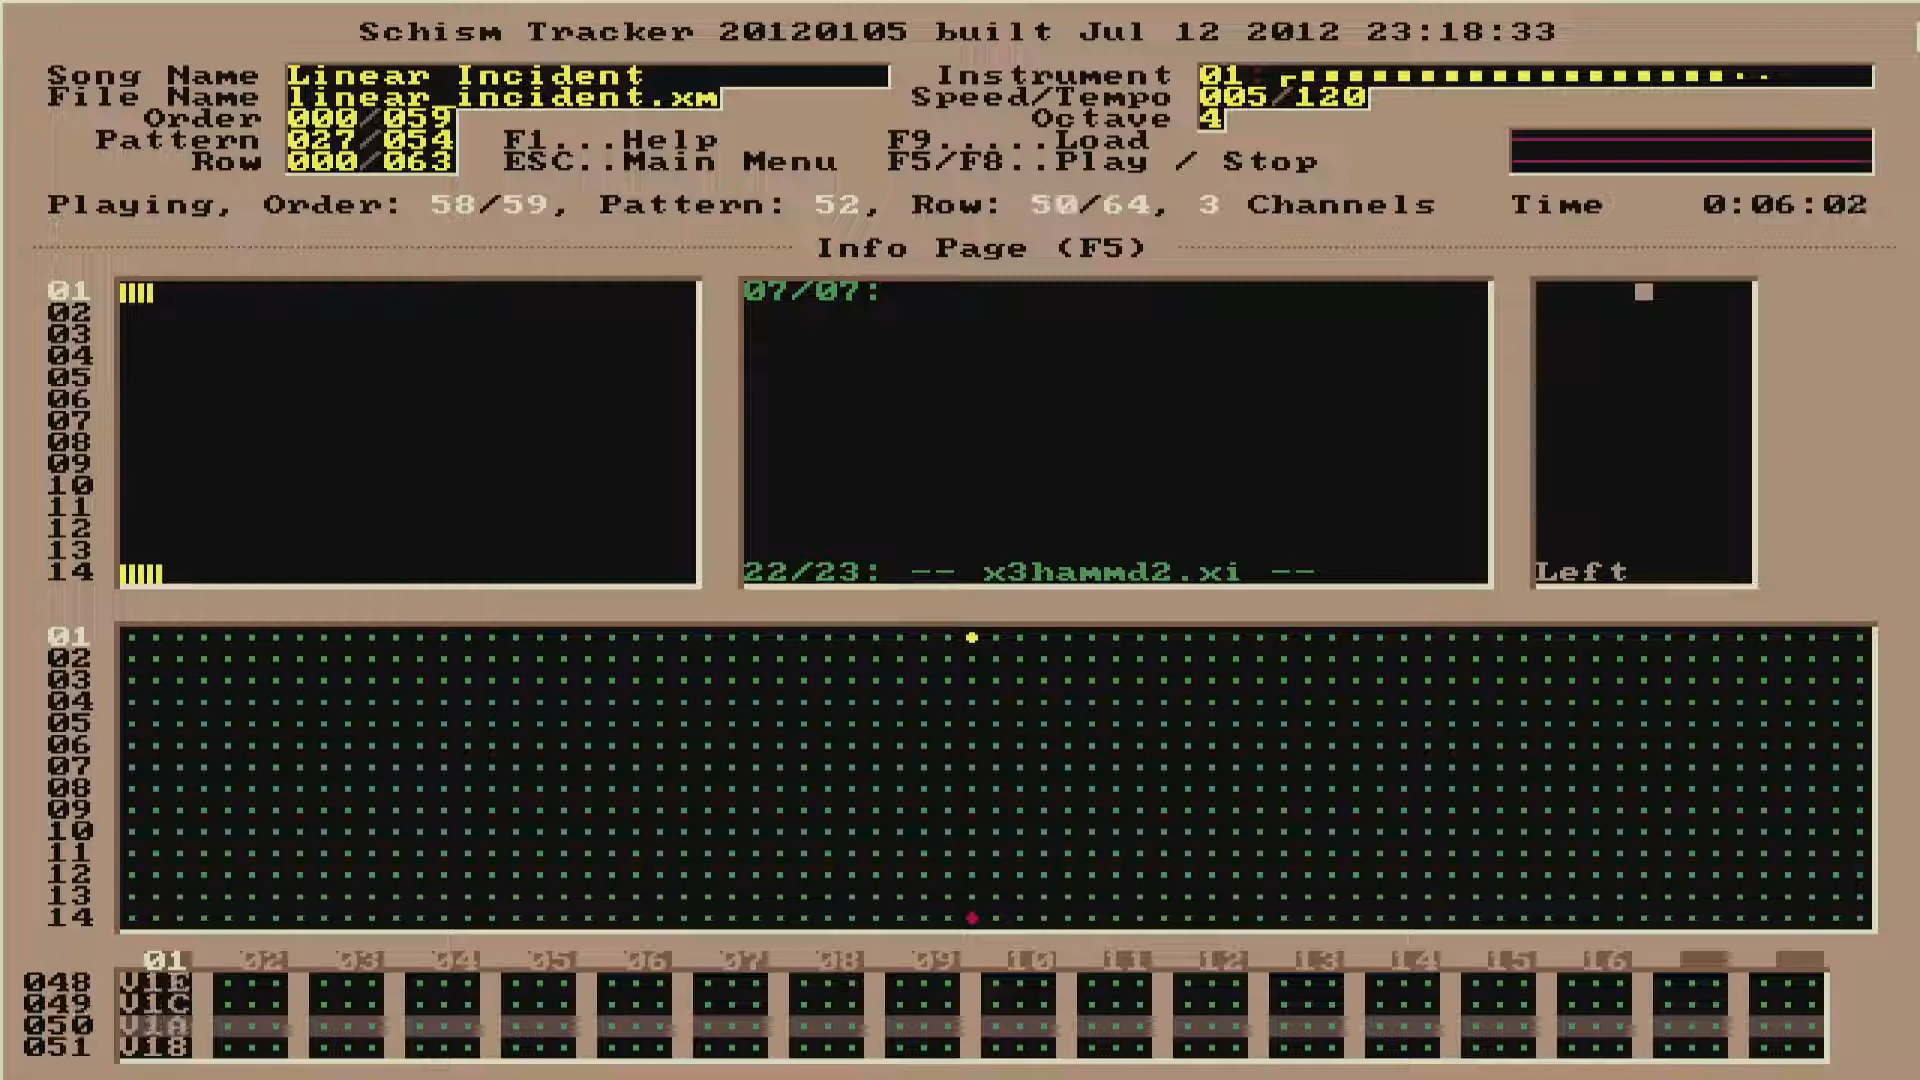 Schism Tracker 20120105 built Jul 12 2012 23:18:33
Song Name Linear Incident
Instrument 01
File Name linear_incident.xm
Speed/Tempo 005/120
Order 000/059
Octave 4
Pattern 027/054
F1...Help
F9.....Load
Row 000/063
ESC..Main Menu
F5/F8..Play / Stop
Playing, Order: 58/59, Pattern: 52, Row: 50/64, 3 Channels
Time 0:06:02
Info Page (F5)
01 07/07:
02
03
04
05
06
07
08
09
10
11
12
13
14 22/23: -- x3hammd2.xi -- Left
01
02
03
04
05
06
07
08
09
10
11
12
13
14
01 02 03 04 05 06 07 08 09 10 11 12 13 14 15 16
048 V1E
049 V1C
050 V1A
051 V18